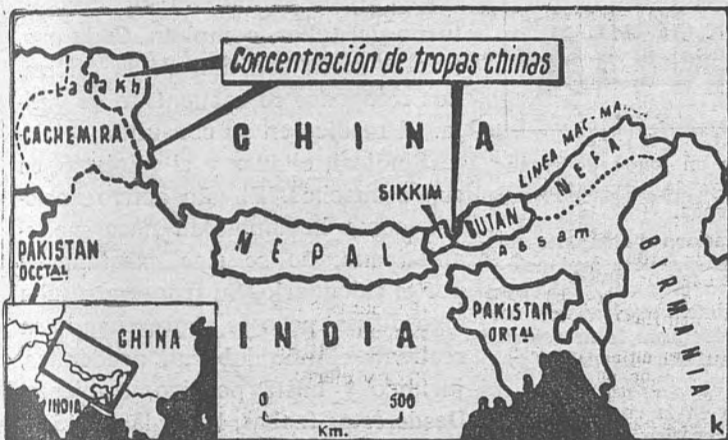 Concentración de tropas chinas
Ladakh
CACHEMIRA
CHINA
LINEA MAC-MA...
NEFA
SIKKIM
BUTAN
Assam
NEPAL
PAKISTAN
OCCTAL
INDIA
PAKISTAN
ORTAL
BIRMANIA
CHINA
INDIA
0 500
Km.
K